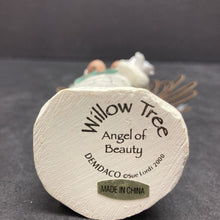 Willow Tree
Angel of
Beauty
DEMDACO ©Susan Lordi 2000
MADE IN CHINA